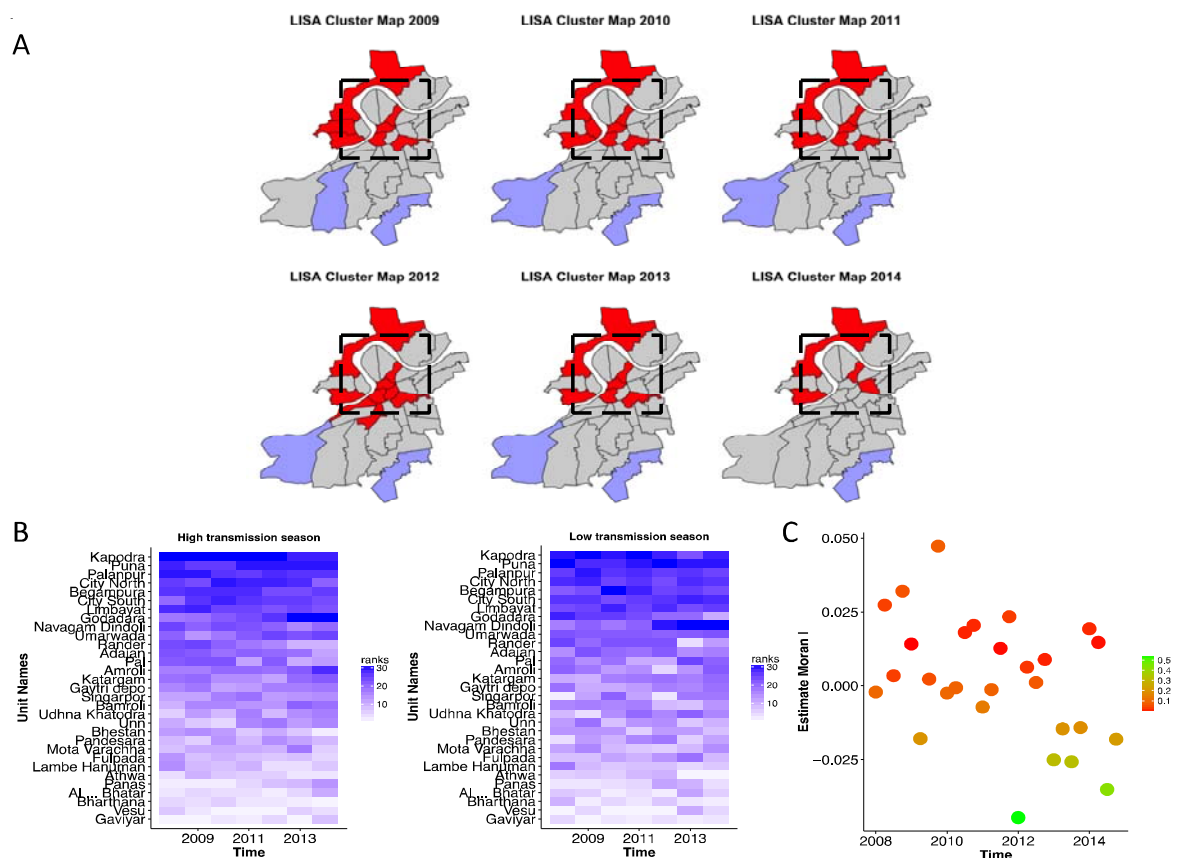 A
LISA Cluster Map 2009
LISA Cluster Map 2010
LISA Cluster Map 2011
LISA Cluster Map 2012
LISA Cluster Map 2013
LISA Cluster Map 2014
B
High transmission season
Unit Names
Kapodra
Puna
Palanpur
City North
Begampura
City South
Limbayat
Godadara
Navagam Dindoli
Umarwada
Rander
Adajan
Pal
Amroli
Katargam
Gaytri depo
Singarpor
Bamroli
Udhna Khatodra
Unn
Bhestan
Pandesara
Mota Varachna
Fulpada
Lambe Hanuman
Athwa
Panas
Al... Bhatar
Bharthana
Vesu
Gaviyar
2009 2011 2013
Time
ranks
30
20
10
Low transmission season
Unit Names
Kapodra
Puna
Palanpur
City North
Begampura
City South
Limbayat
Godadara
Navagam Dindoli
Umarwada
Rander
Adajan
Pal
Amroli
Katargam
Gaytri depo
Singarpor
Bamroli
Udhna Khatodra
Unn
Bhestan
Pandesara
Mota Varachna
Fulpada
Lambe Hanuman
Athwa
Panas
Al... Bhatar
Bharthana
Vesu
Gaviyar
2009 2011 2013
Time
ranks
30
20
10
C
Estimate Moran I
0.050
0.025
0.000
−0.025
2008 2010 2012 2014
Time
0.5
0.4
0.3
0.2
0.1